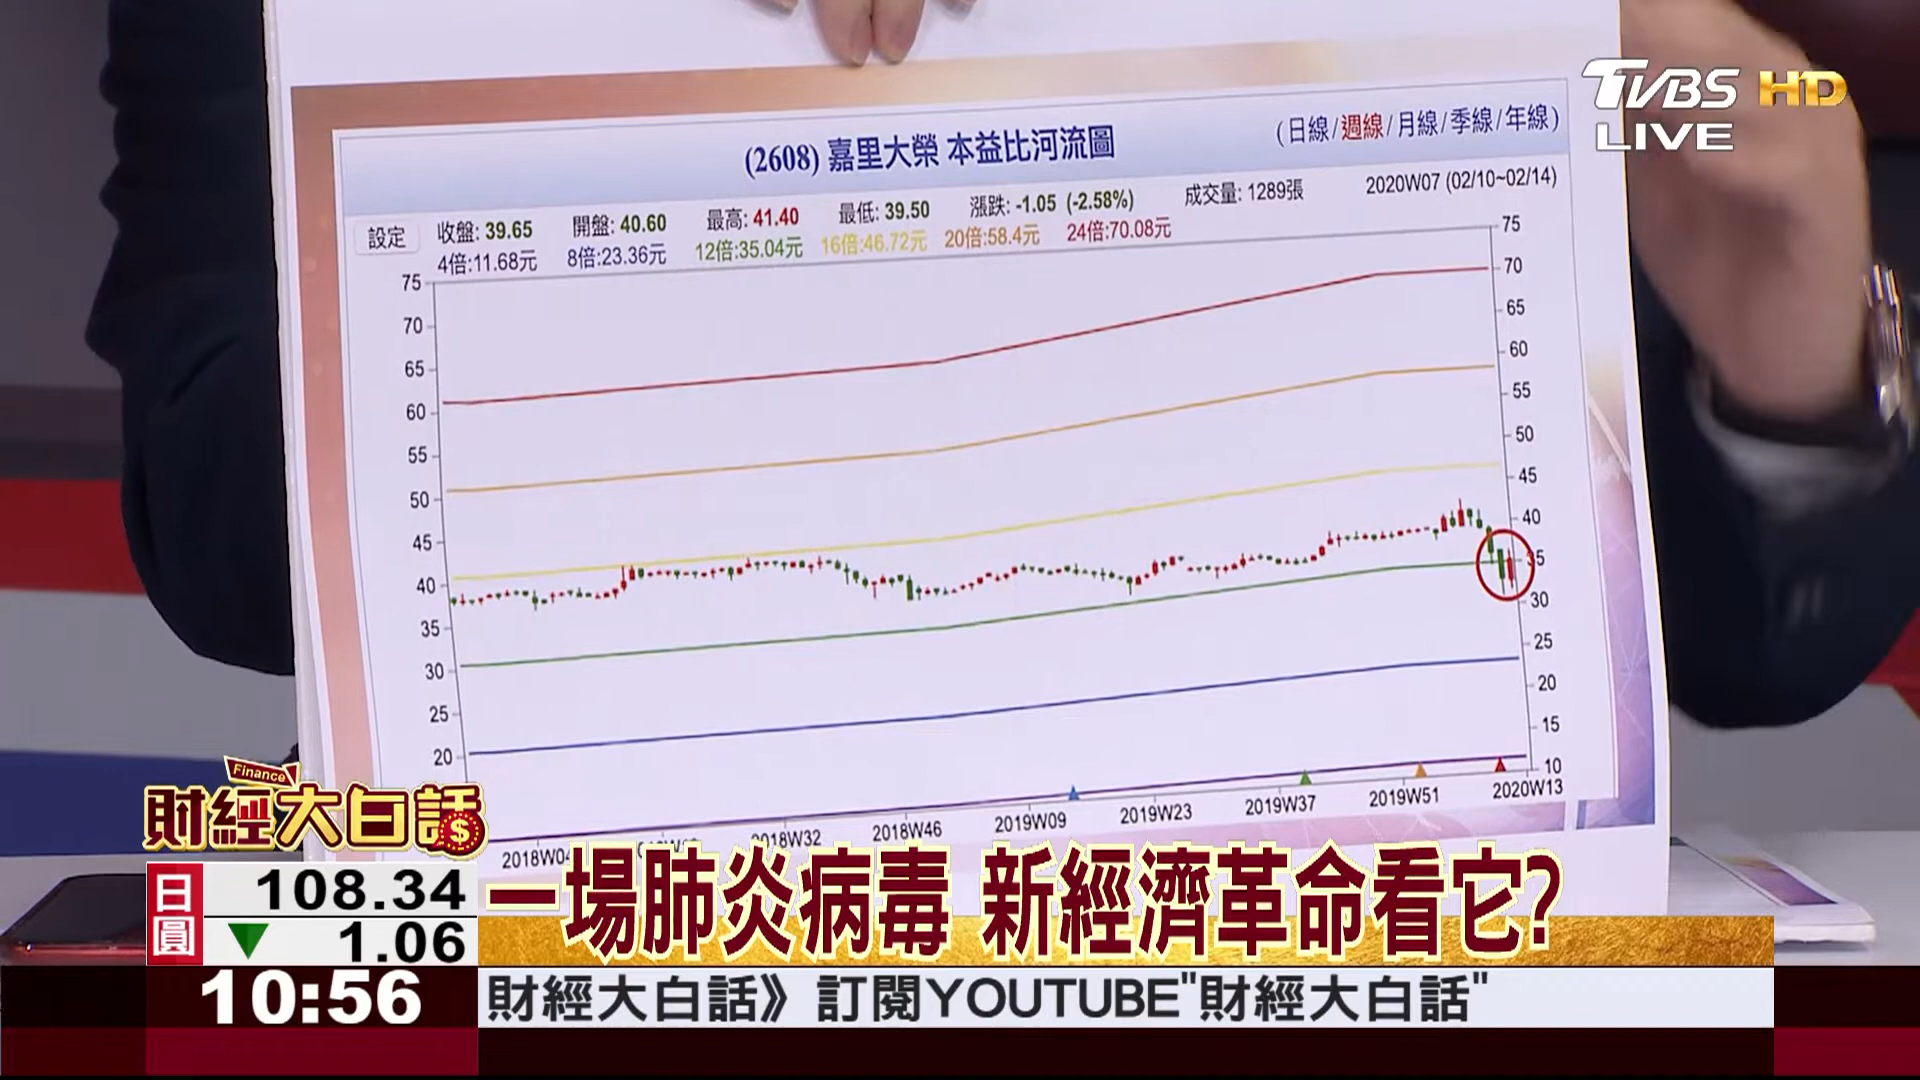 TVBS HD
LIVE
(2608) 嘉里大榮 本益比河流圖
(日線/週線/月線/季線/年線)
設定
收盤: 39.65 開盤: 40.60 最高: 41.40 最低: 39.50 漲跌: -1.05 (-2.58%) 成交量: 1289張 2020W07 (02/10~02/14)
4倍:11.68元 8倍:23.36元 12倍:35.04元 16倍:46.72元 20倍:58.4元 24倍:70.08元
75
70
65
60
55
50
45
40
35
30
25
20
75
70
65
60
55
50
45
40
35
30
25
20
15
10
2018W32 2018W46 2019W09 2019W23 2019W37 2019W51 2020W13
Finance
財經大白話
$
日圓
108.34
▼ 1.06
10:56
一場肺炎病毒 新經濟革命看它?
財經大白話》訂閱YOUTUBE"財經大白話"